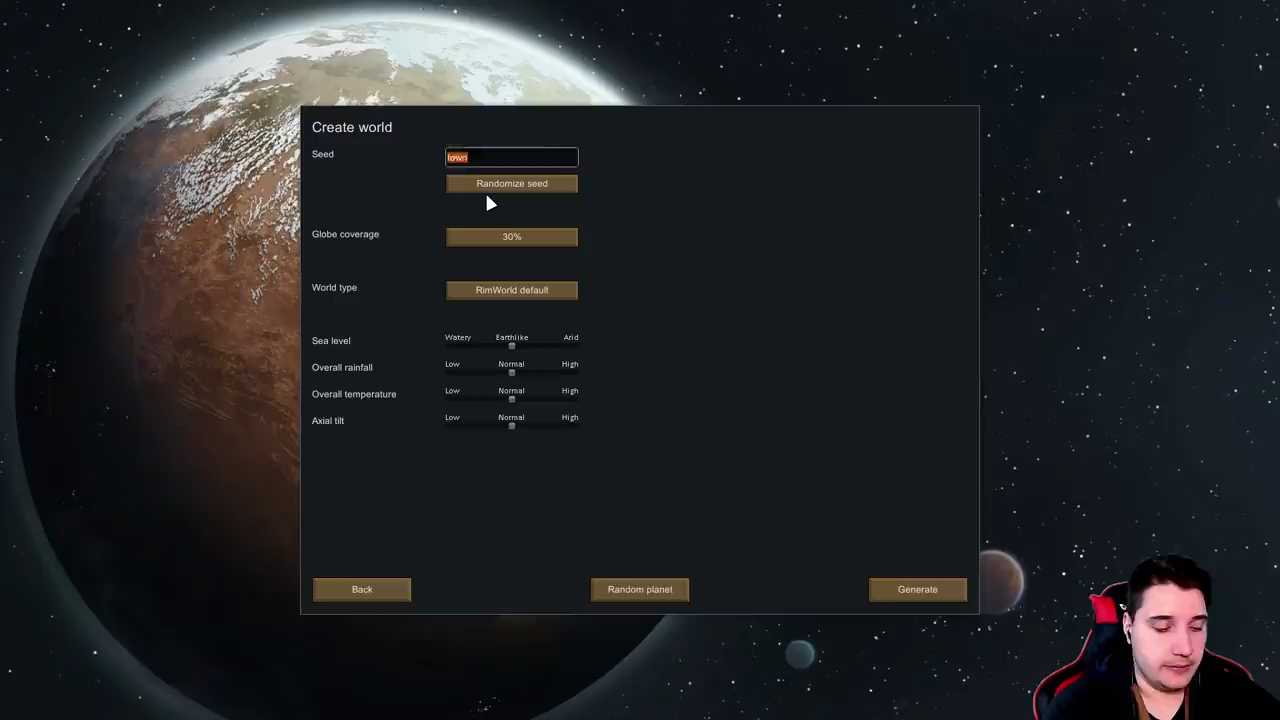 Create world
Seed
town
Randomize seed
Globe coverage
30%
World type
RimWorld default
Sea level
Watery Earthlike Arid
Overall rainfall
Low Normal High
Overall temperature
Low Normal High
Axial tilt
Low Normal High
Back
Random planet
Generate